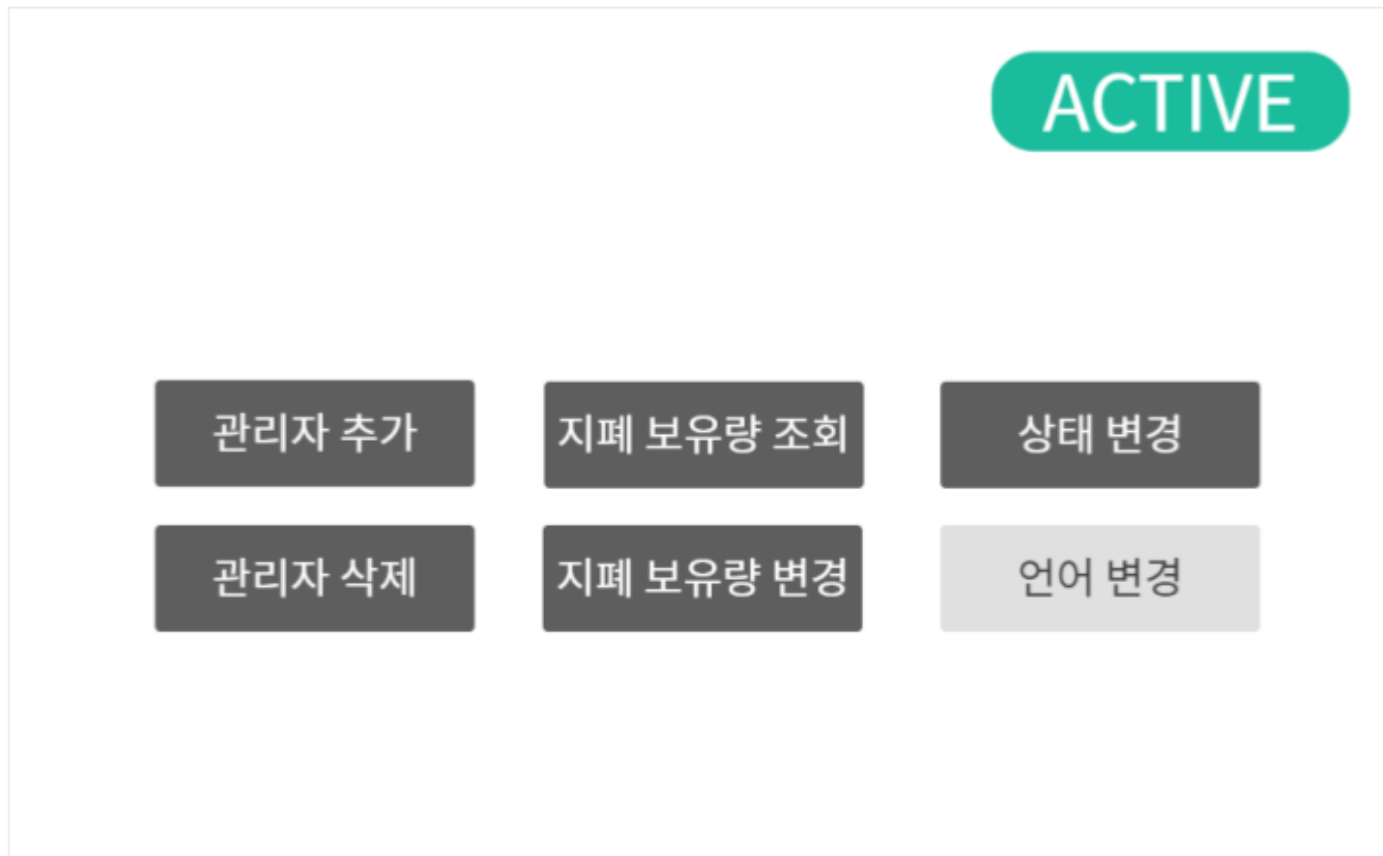 ACTIVE
관리자 추가
지폐 보유량 조회
상태 변경
관리자 삭제
지폐 보유량 변경
언어 변경